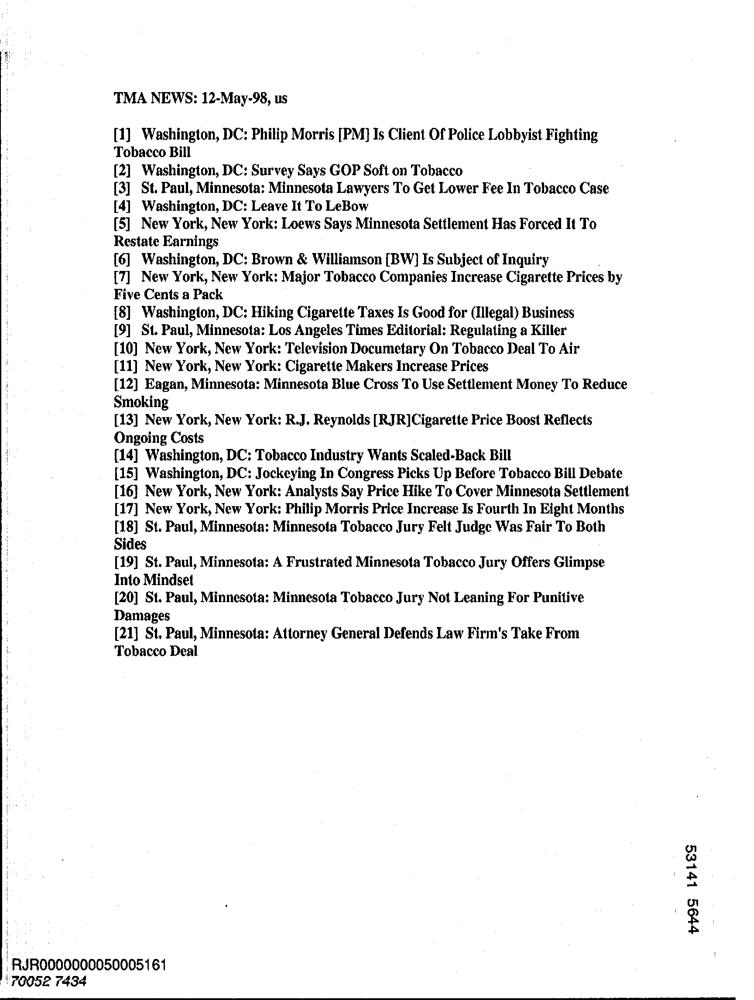 TMA NEWS: 12-May-98, us
[1] Washington, DC: Philip Morris [PM] Is Client Of Police Lobbyist Fighting
Tobacco Bill
[2] Washington, DC: Survey Says GOP Soft on Tobacco
[3] St. Paul, Minnesota: Minnesota Lawyers To Get Lower Fee In Tobacco Case
[4] Washington, DC: Leave It To LeBow
[5] New York, New York: Loews Says Minnesota Settlement Has Forced It To
Restate Earnings
[6] Washington, DC: Brown & Williamson [BW] Is Subject of Inquiry
[7] New York, New York: Major Tobacco Companies Increase Cigarette Prices by
Five Cents a Pack
[8] Washington, DC: Hiking Cigarette Taxes Is Good for (Illegal) Business
[9] St. Paul, Minnesota: Los Angeles Times Editorial: Regulating a Killer
[10] New York, New York: Television Documetary On Tobacco Deal To Air
[11] New York, New York: Cigarette Makers Increase Prices
[12] Eagan, Minnesota: Minnesota Blue Cross To Use Settlement Money To Reduce
Smoking
[13] New York, New York: R.J. Reynolds [RJR]Cigarette Price Boost Reflects
Ongoing Costs
[14] Washington, DC: Tobacco Industry Wants Scaled-Back Bill
[15] Washington, DC: Jockeying In Congress Picks Up Before Tobacco Bill Debate
[16] New York, New York: Analysts Say Price Hike To Cover Minnesota Settlement
[17] New York, New York: Philip Morris Price Increase Is Fourth In Eight Months
[18] St. Paul, Minnesota: Minnesota Tobacco Jury Felt Judge Was Fair To Both
Sides
[19] St. Paul, Minnesota: A Frustrated Minnesota Tobacco Jury Offers Glimpse
Into Mindset
[20] St. Paul, Minnesota: Minnesota Tobacco Jury Not Leaning For Punitive
Damages
[21] St. Paul, Minnesota: Attorney General Defends Law Firm's Take From
Tobacco Deal
53141 5644
RJR0000000050005161
70052 7434